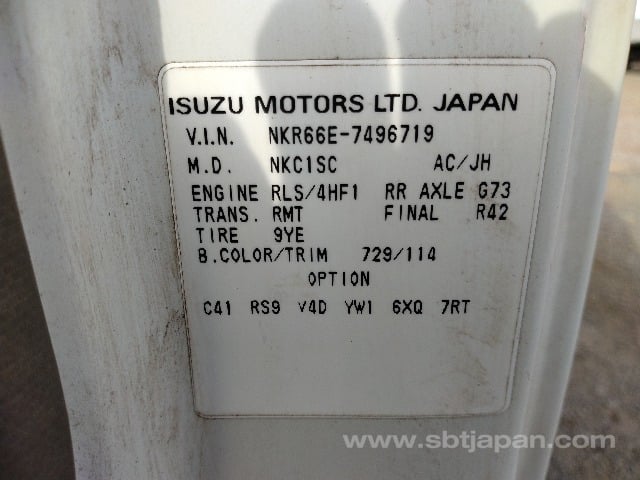 ISUZU MOTORS LTD. JAPAN
V.I.N. NKR66E-7496719
M.D. NKC1SC AC/JH
ENGINE RLS/4HF1 RR AXLE G73
TRANS. RMT FINAL R42
TIRE 9YE
B.COLOR/TRIM 729/114
OPTION
C41 RS9 V4D YW1 6XQ 7RT
www.sbtjapan.com